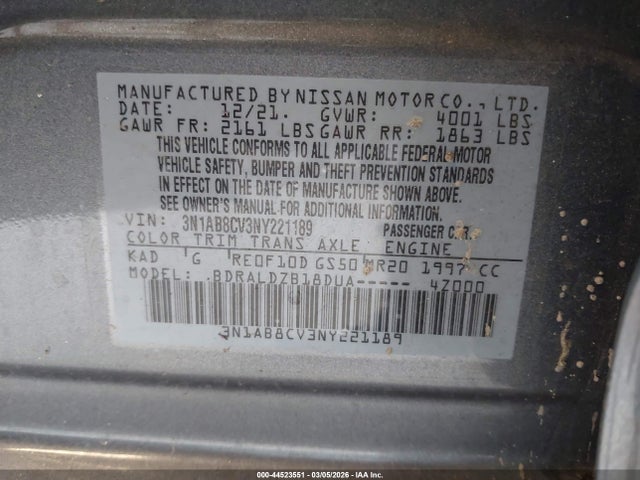 MANUFACTURED BY NISSAN MOTOR CO., LTD.
DATE: 12/21. GVWR: 4001 LBS
GAWR FR: 2161 LBS GAWR RR: 1863 LBS
THIS VEHICLE CONFORMS TO ALL APPLICABLE FEDERAL MOTOR
VEHICLE SAFETY, BUMPER AND THEFT PREVENTION STANDARDS
IN EFFECT ON THE DATE OF MANUFACTURE SHOWN ABOVE.
SEE OWNER'S MANUAL FOR ADDITIONAL INFORMATION.
VIN: 3N1AB8CV3NY221189 PASSENGER CAR
COLOR TRIM TRANS AXLE ENGINE
KAD G RE0F10D GS50 MR20 1997 CC
MODEL: BDRALDZB18DUA----- 4Z000
3N1AB8CV3NY221189
000-44523551 | 03/05/2026 | IAA Inc.